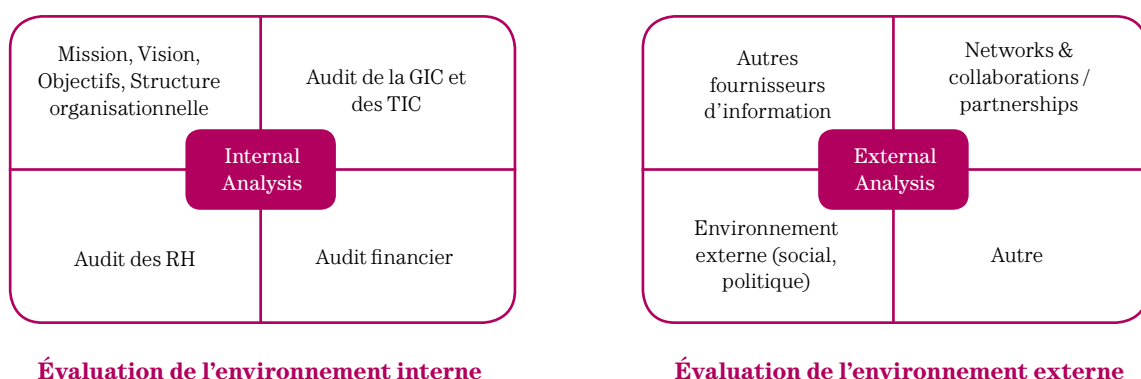 Mission, Vision,
Objectifs, Structure
organisationnelle
Audit de la GIC et
des TIC
Internal
Analysis
Audit des RH
Audit financier
Évaluation de l’environnement interne
Autres
fournisseurs
d’information
Networks &
collaborations /
partnerships
External
Analysis
Environnement
externe (social,
politique)
Autre
Évaluation de l’environnement externe